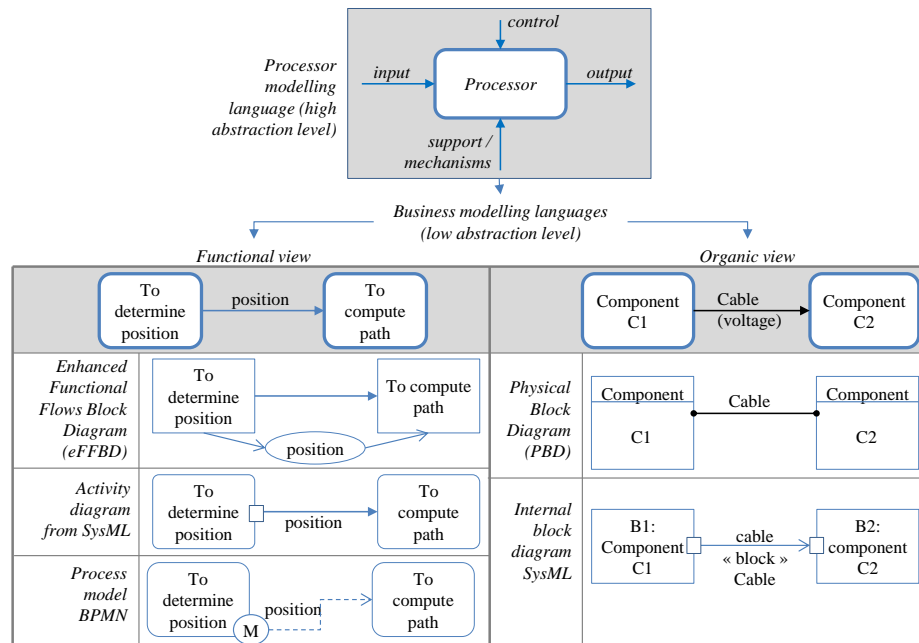 control
Processor
modelling
language (high
abstraction level)
input
Processor
output
support /
mechanisms
Business modelling languages
(low abstraction level)
Functional view
Organic view
To
determine
position
position
To
compute
path
Component
C1
Cable
(voltage)
Component
C2
Enhanced
Functional
Flows Block
Diagram
(eFFBD)
To
determine
position
position
To compute
path
Physical
Block
Diagram
(PBD)
Component
C1
Cable
Component
C2
Activity
diagram
from SysML
To
determine
position
position
To
compute
path
Internal
block
diagram
SysML
B1:
Component
C1
cable
« block »
Cable
B2:
component
C2
Process
model
BPMN
To
determine
position
M
position
To
compute
path